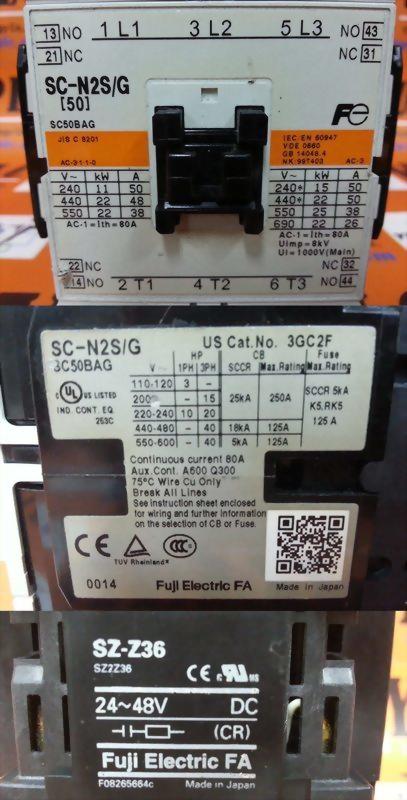 13 NO 1 L1 3 L2 5 L3 NO 43
21 NC NC 31
SC-N2S/G
[50]
SC50BAG
Fe
JIS C 8201
AC-3·1·1-0
IEC/EN 60947
VDE 0660
GB 14048.4
NK:99T403 AC-3
V~ kW A
240 11 50
440 22 48
550 22 38
AC-1=Ith=80A
V~ kW A
240* 15 50
440* 22 50
550 25 38
690 22 26
AC-1=Ith=80A
Uimp=8kV
Ui=1000V(Main)
22 NC NC 32
14 NO 2 T1 4 T2 6 T3 NO 44
SC-N2S/G US Cat.No. 3GC2F
3C50BAG
UL US LISTED
IND. CONT. EQ.
253C
V~ HP CB Fuse
1PH 3PH SCCR Max.Rating Max.Rating
110-120 3 - 25kA 250A SCCR 5kA K5,RK5 125 A
200 - 15
220-240 10 20
440-480 - 40 18kA 125A
550-600 - 40 5kA 125A
Continuous current 80A
Aux.Cont. A600 Q300
75°C Wire Cu Only
Break All Lines
See instruction sheet enclosed
for wiring and further information
on the selection of CB or Fuse.
CE TÜV Rheinland CCC
0014 Fuji Electric FA Made in Japan
SZ-Z36
SZ2Z36
CE c UR us
24~48V DC
(CR)
Fuji Electric FA
F08265664c Made in Japan